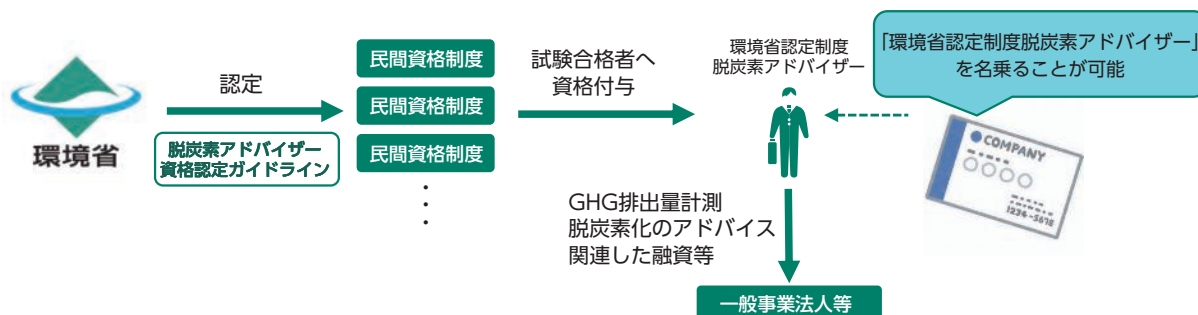 環境省
認定
脱炭素アドバイザー
資格認定ガイドライン
民間資格制度
民間資格制度
民間資格制度
・
・
・
試験合格者へ
資格付与
環境省認定制度
脱炭素アドバイザー
「環境省認定制度脱炭素アドバイザー」
を名乗ることが可能
COMPANY
1234-5678
GHG排出量計測
脱炭素化のアドバイス
関連した融資等
一般事業法人等